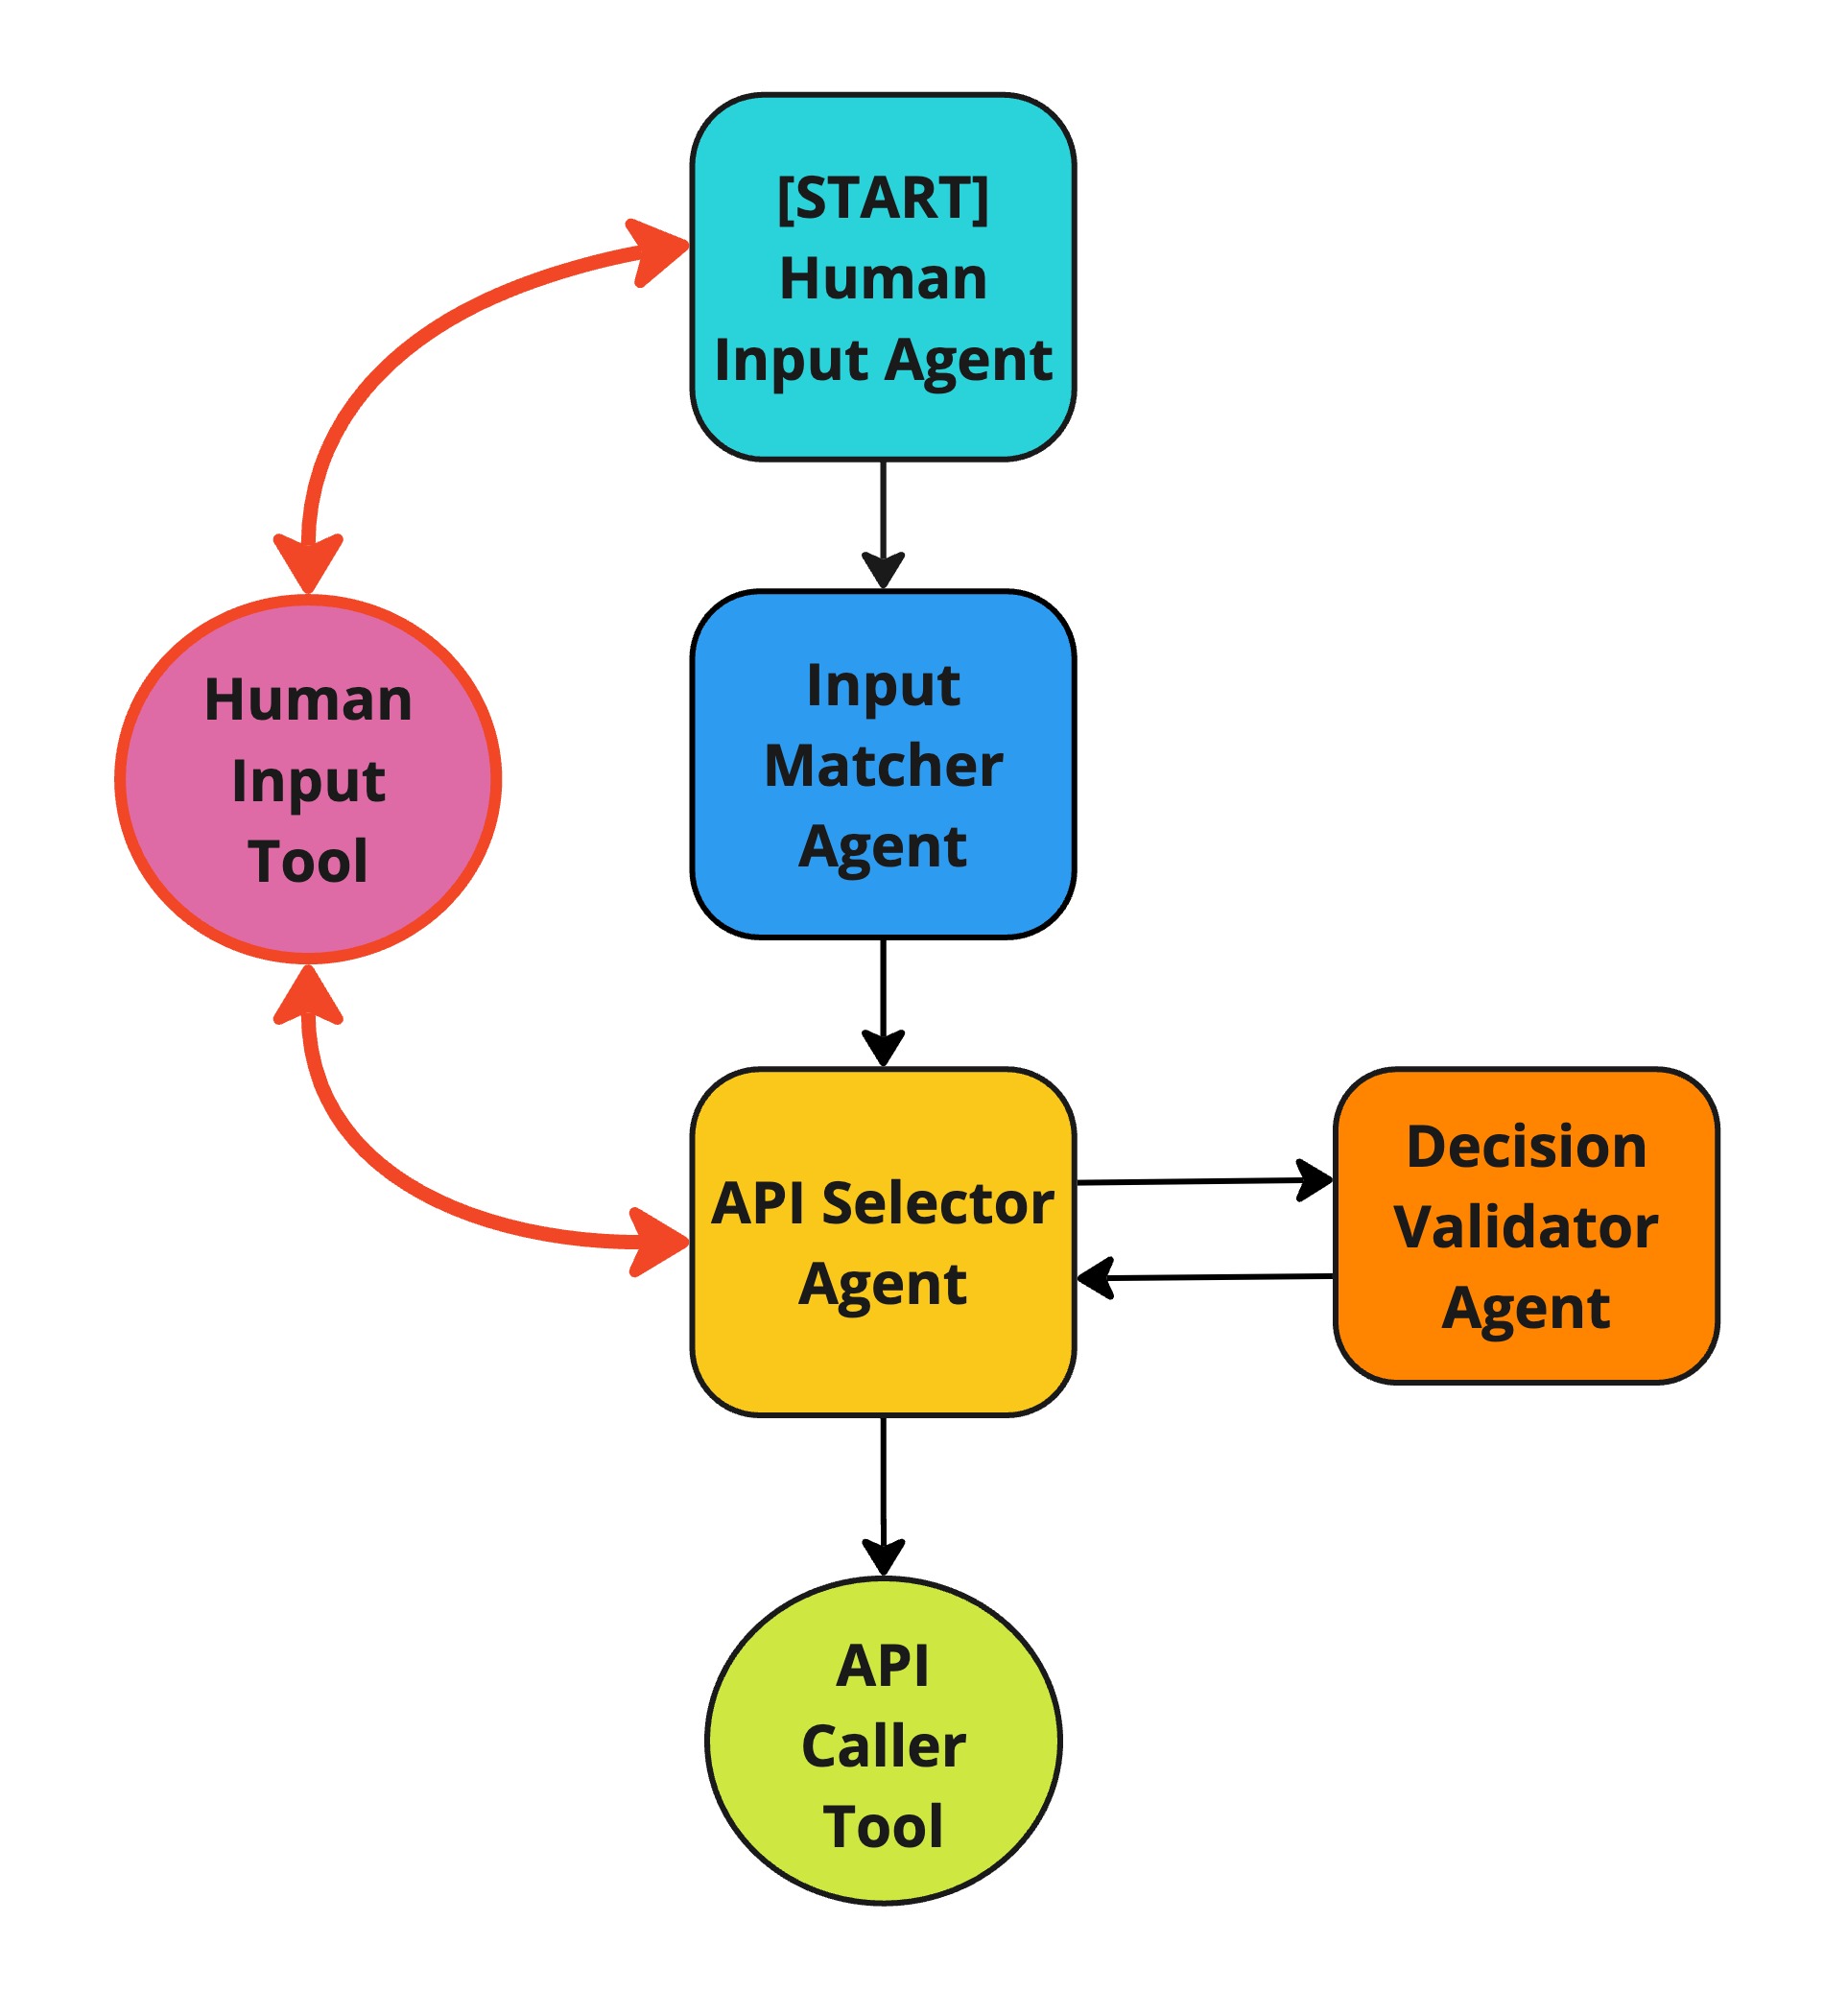 [START]
Human
Input Agent
Human
Input
Tool
Input
Matcher
Agent
API Selector
Agent
Decision
Validator
Agent
API
Caller
Tool